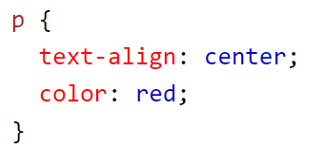 p {
  text-align: center;
  color: red;
}